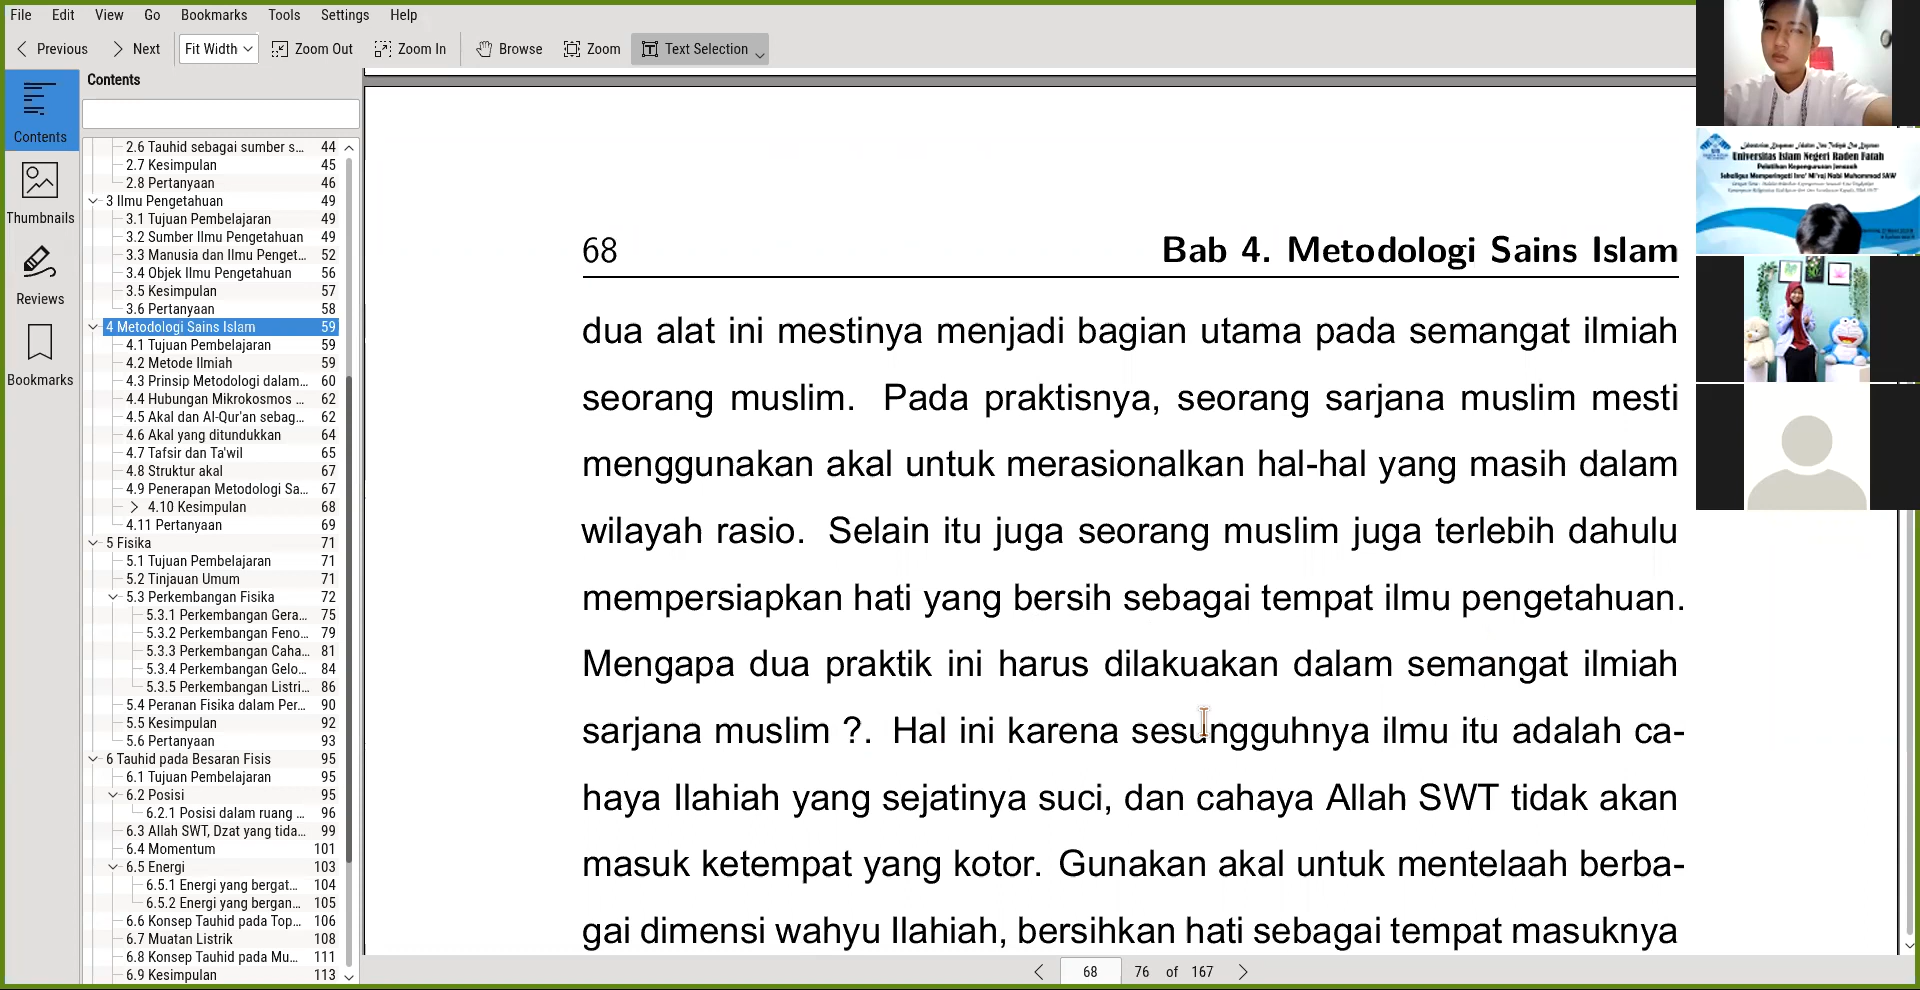 File Edit View Go Bookmarks Tools Settings Help
Previous Next Fit Width Zoom Out Zoom In Browse Zoom Text Selection
Contents
Contents
Thumbnails
Reviews
Bookmarks
2.6 Tauhid sebagai sumber s... 44
2.7 Kesimpulan 45
2.8 Pertanyaan 46
3 Ilmu Pengetahuan 49
3.1 Tujuan Pembelajaran 49
3.2 Sumber Ilmu Pengetahuan 49
3.3 Manusia dan Ilmu Penget... 52
3.4 Objek Ilmu Pengetahuan 56
3.5 Kesimpulan 57
3.6 Pertanyaan 58
4 Metodologi Sains Islam 59
4.1 Tujuan Pembelajaran 59
4.2 Metode Ilmiah 59
4.3 Prinsip Metodologi dalam... 60
4.4 Hubungan Mikrokosmos ... 62
4.5 Akal dan Al-Qur'an sebag... 62
4.6 Akal yang ditundukkan 64
4.7 Tafsir dan Ta'wil 65
4.8 Struktur akal 67
4.9 Penerapan Metodologi Sa... 67
4.10 Kesimpulan 68
4.11 Pertanyaan 69
5 Fisika 71
5.1 Tujuan Pembelajaran 71
5.2 Tinjauan Umum 71
5.3 Perkembangan Fisika 72
5.3.1 Perkembangan Gera... 75
5.3.2 Perkembangan Feno... 79
5.3.3 Perkembangan Caha... 81
5.3.4 Perkembangan Gelo... 84
5.3.5 Perkembangan Listri... 86
5.4 Peranan Fisika dalam Per... 90
5.5 Kesimpulan 92
5.6 Pertanyaan 93
6 Tauhid pada Besaran Fisis 95
6.1 Tujuan Pembelajaran 95
6.2 Posisi 95
6.2.1 Posisi dalam ruang ... 96
6.3 Allah SWT, Dzat yang tida... 99
6.4 Momentum 101
6.5 Energi 103
6.5.1 Energi yang bergat... 104
6.5.2 Energi yang bergan... 105
6.6 Konsep Tauhid pada Top... 106
6.7 Muatan Listrik 108
6.8 Konsep Tauhid pada Mu... 111
6.9 Kesimpulan 113
68 Bab 4. Metodologi Sains Islam
dua alat ini mestinya menjadi bagian utama pada semangat ilmiah
seorang muslim. Pada praktisnya, seorang sarjana muslim mesti
menggunakan akal untuk merasionalkan hal-hal yang masih dalam
wilayah rasio. Selain itu juga seorang muslim juga terlebih dahulu
mempersiapkan hati yang bersih sebagai tempat ilmu pengetahuan.
Mengapa dua praktik ini harus dilakuakan dalam semangat ilmiah
sarjana muslim ?. Hal ini karena sesungguhnya ilmu itu adalah ca-
haya Ilahiah yang sejatinya suci, dan cahaya Allah SWT tidak akan
masuk ketempat yang kotor. Gunakan akal untuk mentelaah berba-
gai dimensi wahyu Ilahiah, bersihkan hati sebagai tempat masuknya
68 76 of 167
Universitas Islam Negeri Raden Fatah
Pelatihan Kepengurusan Jenazah
Sekaligus Memperingati Isra' Mi'raj Nabi Muhammad SAW